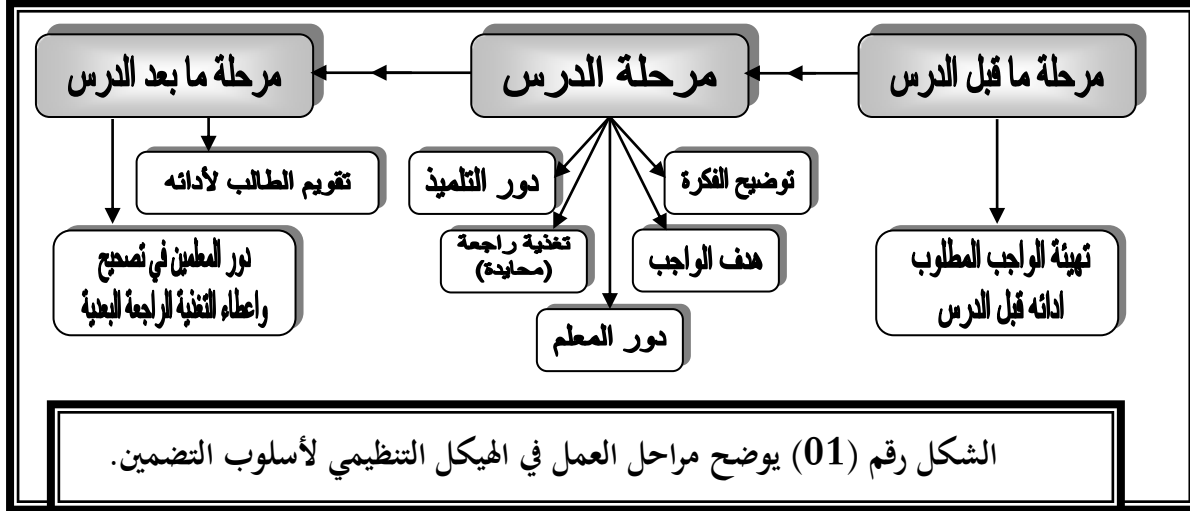 مرحلة ما قبل الدرس
مرحلة الدرس
مرحلة ما بعد الدرس
توضيح الفكرة
دور التلميذ
تقويم الطالب لأدائه
هدف الواجب
تغذية راجعة
(محايدة)
تهيئة الواجب المطلوب
ادائه قبل الدرس
دور المعلمين في تصحيح
واعطاء التغذية الراجعة البعدية
دور المعلم
الشكل رقم (01) يوضح مراحل العمل في الهيكل التنظيمي لأسلوب التضمين.